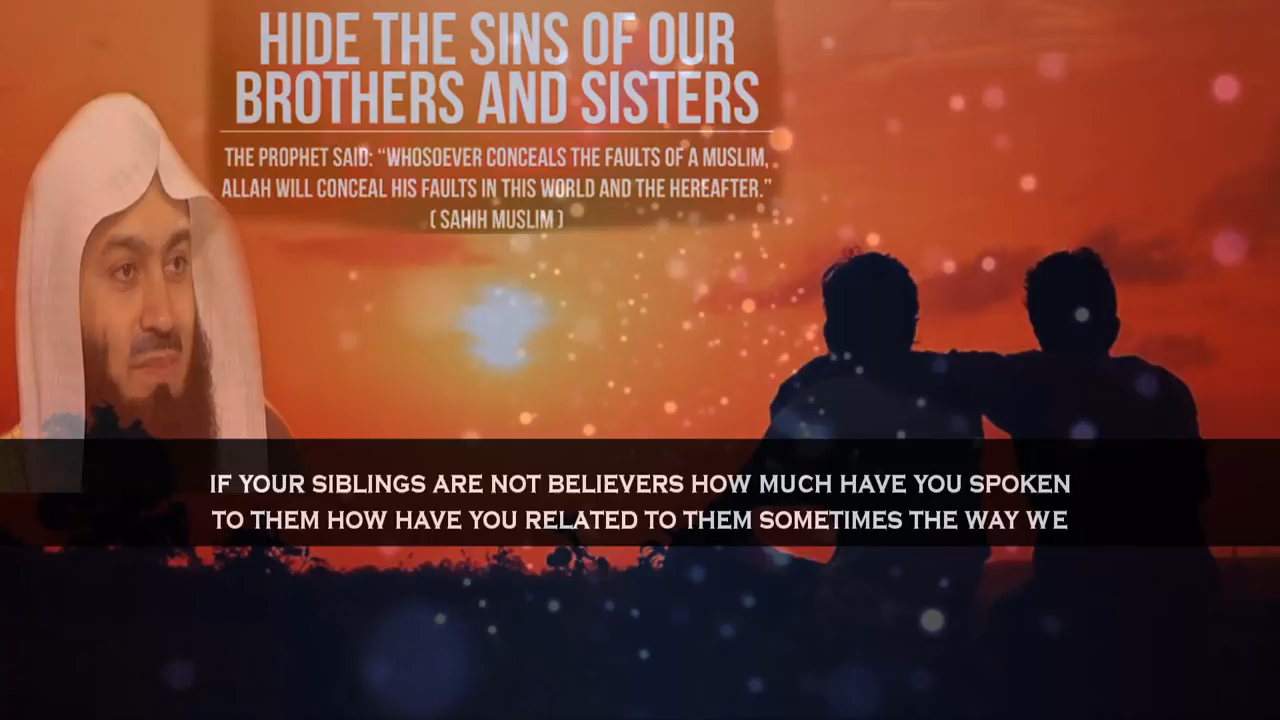 HIDE THE SINS OF OUR
BROTHERS AND SISTERS
THE PROPHET SAID: “WHOSOEVER CONCEALS THE FAULTS OF A MUSLIM,
ALLAH WILL CONCEAL HIS FAULTS IN THIS WORLD AND THE HEREAFTER.”
( SAHIH MUSLIM )
IF YOUR SIBLINGS ARE NOT BELIEVERS HOW MUCH HAVE YOU SPOKEN
TO THEM HOW HAVE YOU RELATED TO THEM SOMETIMES THE WAY WE